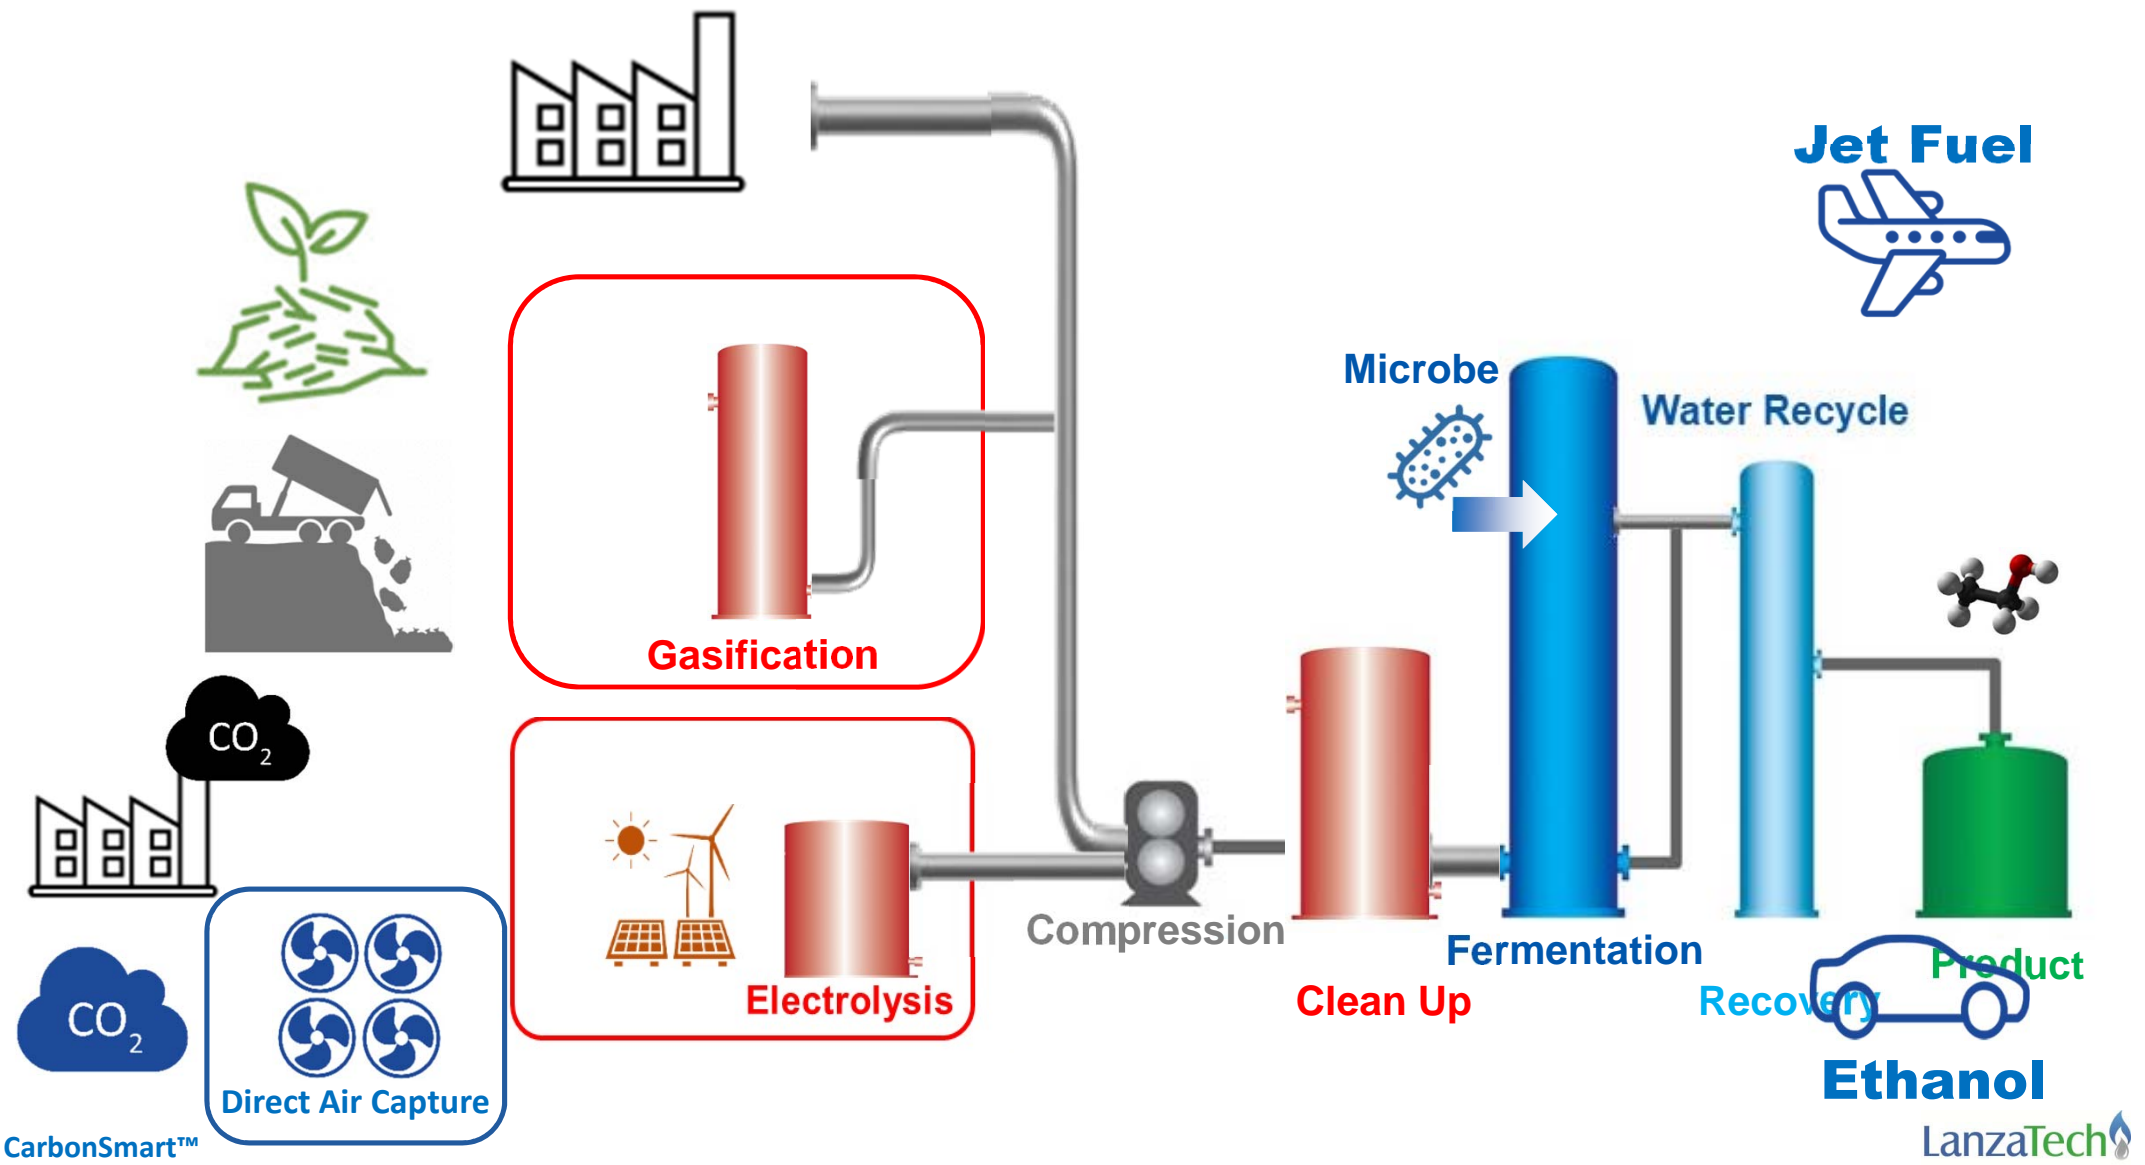 Jet Fuel
Microbe
Water Recycle
Gasification
CO2
Electrolysis
Compression
Clean Up
Fermentation
Recovery
Product
CO2
Direct Air Capture
Ethanol
CarbonSmart™
LanzaTech